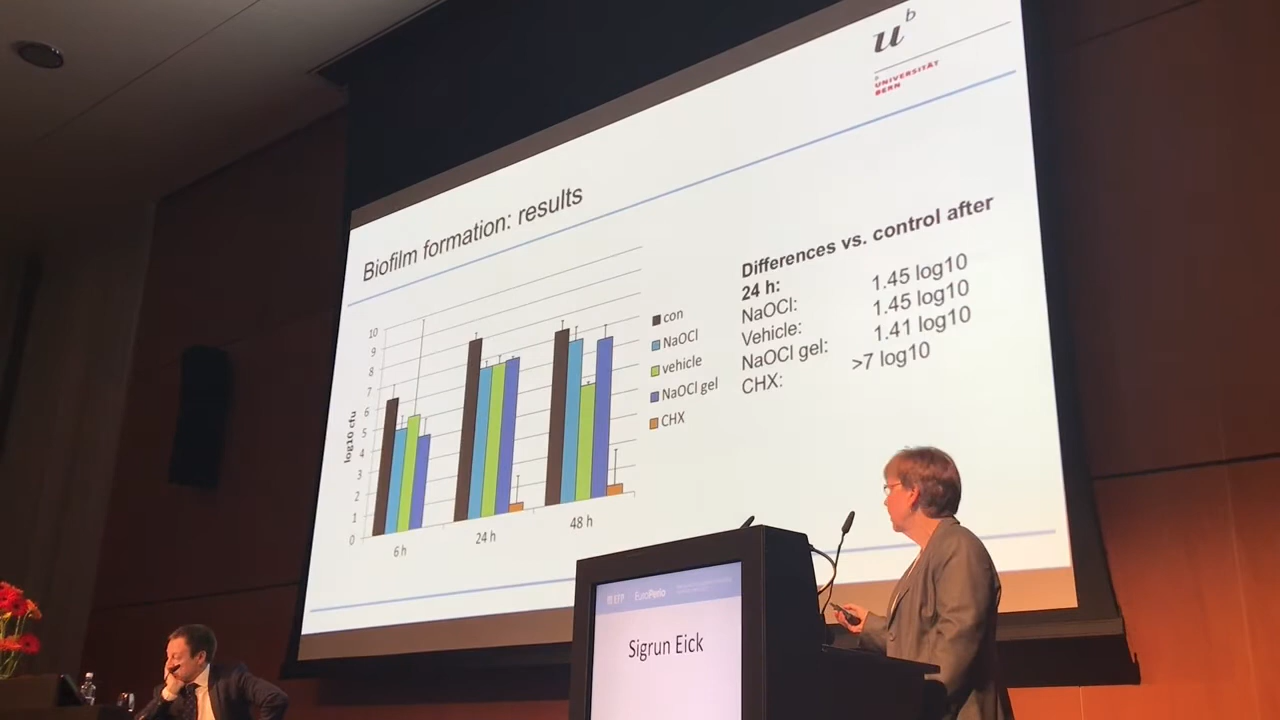 u b
b
UNIVERSITÄT
BERN
Biofilm formation: results
10
9
8
7
6
5
4
3
2
1
0
log10 cfu
6 h
24 h
48 h
con
NaOCl
vehicle
NaOCl gel
CHX
Differences vs. control after
24 h:
NaOCl: 1.45 log10
Vehicle: 1.45 log10
NaOCl gel: 1.41 log10
CHX: >7 log10
EFP EuroPerio
Sigrun Eick